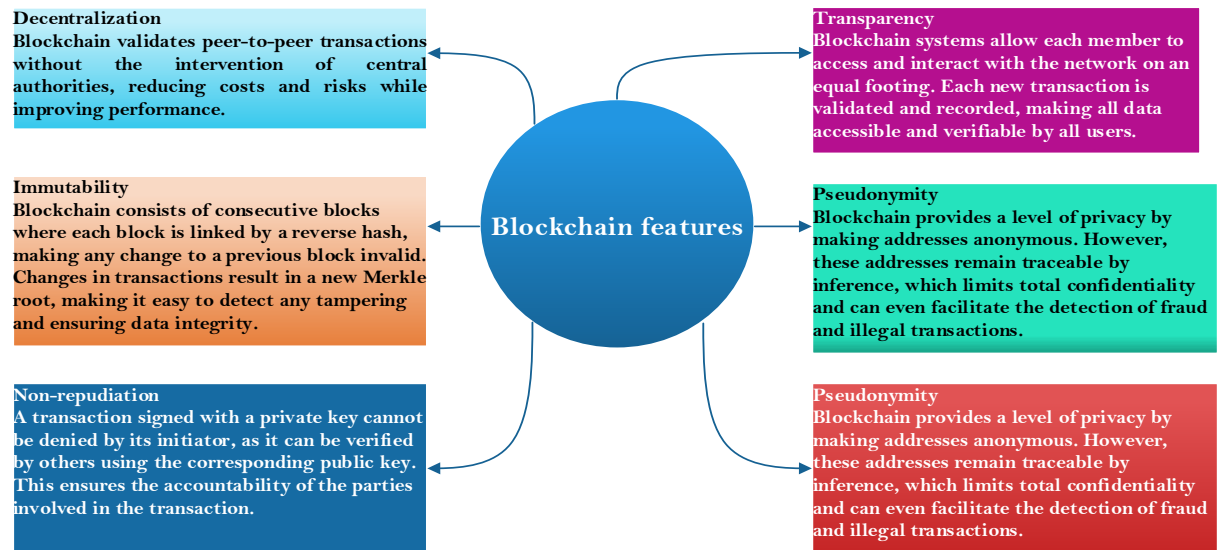 Decentralization
Blockchain validates peer-to-peer transactions
without the intervention of central
authorities, reducing costs and risks while
improving performance.
Immutability
Blockchain consists of consecutive blocks
where each block is linked by a reverse hash,
making any change to a previous block invalid.
Changes in transactions result in a new Merkle
root, making it easy to detect any tampering
and ensuring data integrity.
Non-repudiation
A transaction signed with a private key cannot
be denied by its initiator, as it can be verified
by others using the corresponding public key.
This ensures the accountability of the parties
involved in the transaction.
Blockchain features
Transparency
Blockchain systems allow each member to
access and interact with the network on an
equal footing. Each new transaction is
validated and recorded, making all data
accessible and verifiable by all users.
Pseudonymity
Blockchain provides a level of privacy by
making addresses anonymous. However,
these addresses remain traceable by
inference, which limits total confidentiality
and can even facilitate the detection of fraud
and illegal transactions.
Pseudonymity
Blockchain provides a level of privacy by
making addresses anonymous. However,
these addresses remain traceable by
inference, which limits total confidentiality
and can even facilitate the detection of fraud
and illegal transactions.